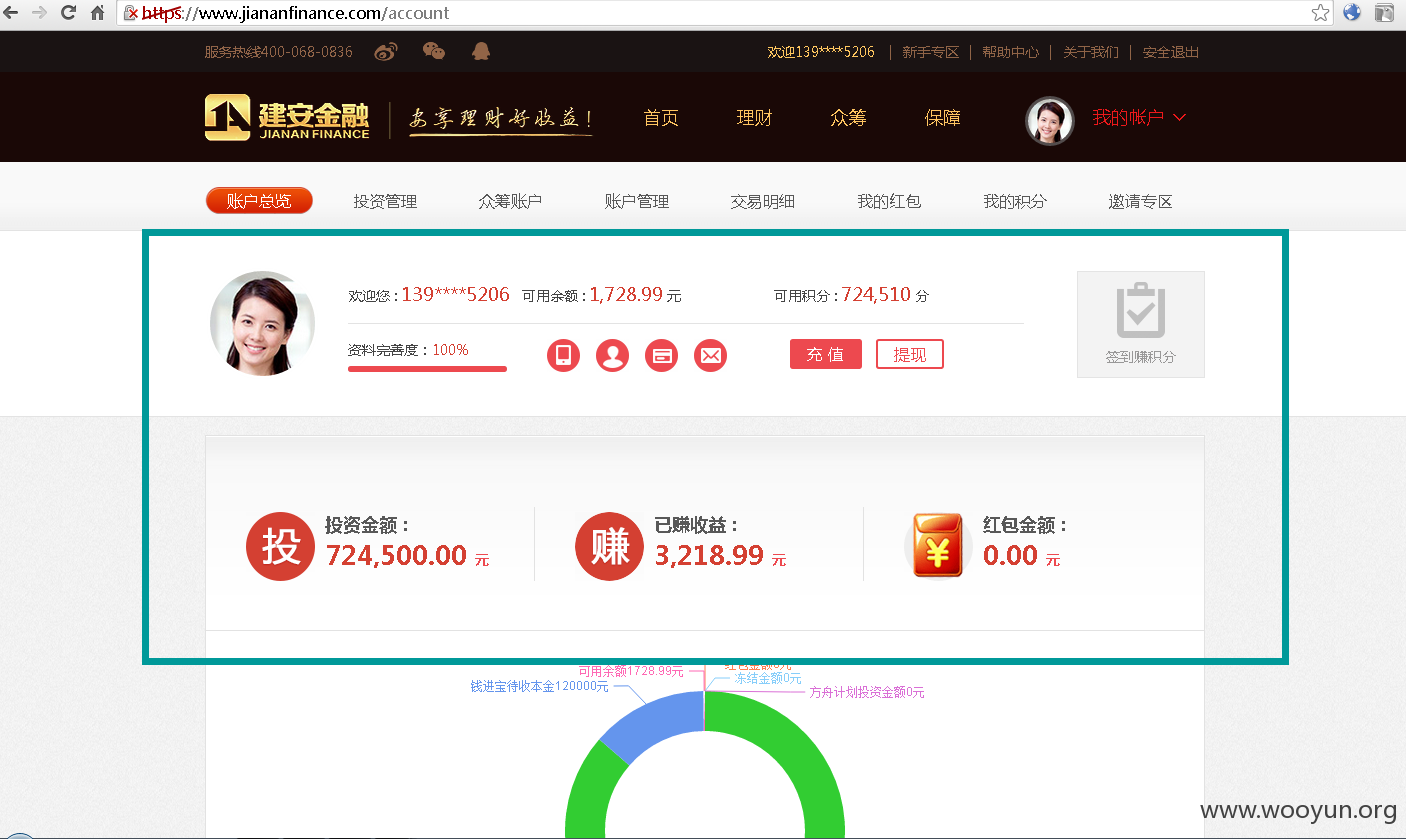 https://www.jiananfinance.com/account
服务热线400-068-0836
欢迎139****5206 | 新手专区 | 帮助中心 | 关于我们 | 安全退出
建安金融
JIANAN FINANCE
安享理财好收益!
首页 理财 众筹 保障 我的帐户
账户总览 投资管理 众筹账户 账户管理 交易明细 我的红包 我的积分 邀请专区
欢迎您 : 139****5206 可用余额 : 1,728.99 元 可用积分 : 724,510 分
资料完善度：100% 充 值 提现
签到赚积分
投 投资金额：
724,500.00 元
赚 已赚收益：
3,218.99 元
红包金额：
0.00 元
红包金额0元
可用余额1728.99元
冻结金额0元
钱进宝待收本金120000元
方舟计划投资金额0元
www.wooyun.org